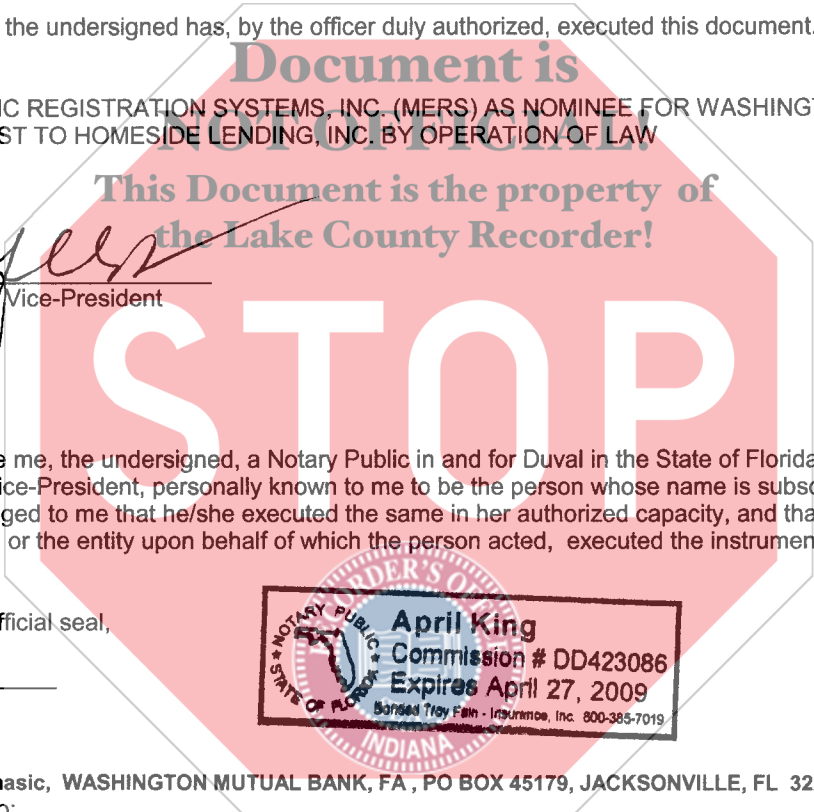 the undersigned has, by the officer duly authorized, executed this document.
Document is
IC REGISTRATION SYSTEMS, INC. (MERS) AS NOMINEE FOR WASHINGT
NOT OFFICIAL!
ST TO HOMESIDE LENDING, INC. BY OPERATION OF LAW
This Document is the property of
the Lake County Recorder!
Vice-President
STOP
e me, the undersigned, a Notary Public in and for Duval in the State of Florida
ice-President, personally known to me to be the person whose name is subsc
ged to me that he/she executed the same in her authorized capacity, and tha
or the entity upon behalf of which the person acted, executed the instrumen
RECORDER'S OF
fficial seal,
NOTARY PUBLIC
STATE OF FLORIDA
April King
Commission # DD423086
Expires April 27, 2009
Bonded Troy Fain - Insurance, Inc. 800-385-7019
INDIANA
nasic, WASHINGTON MUTUAL BANK, FA , PO BOX 45179, JACKSONVILLE, FL 32
o: